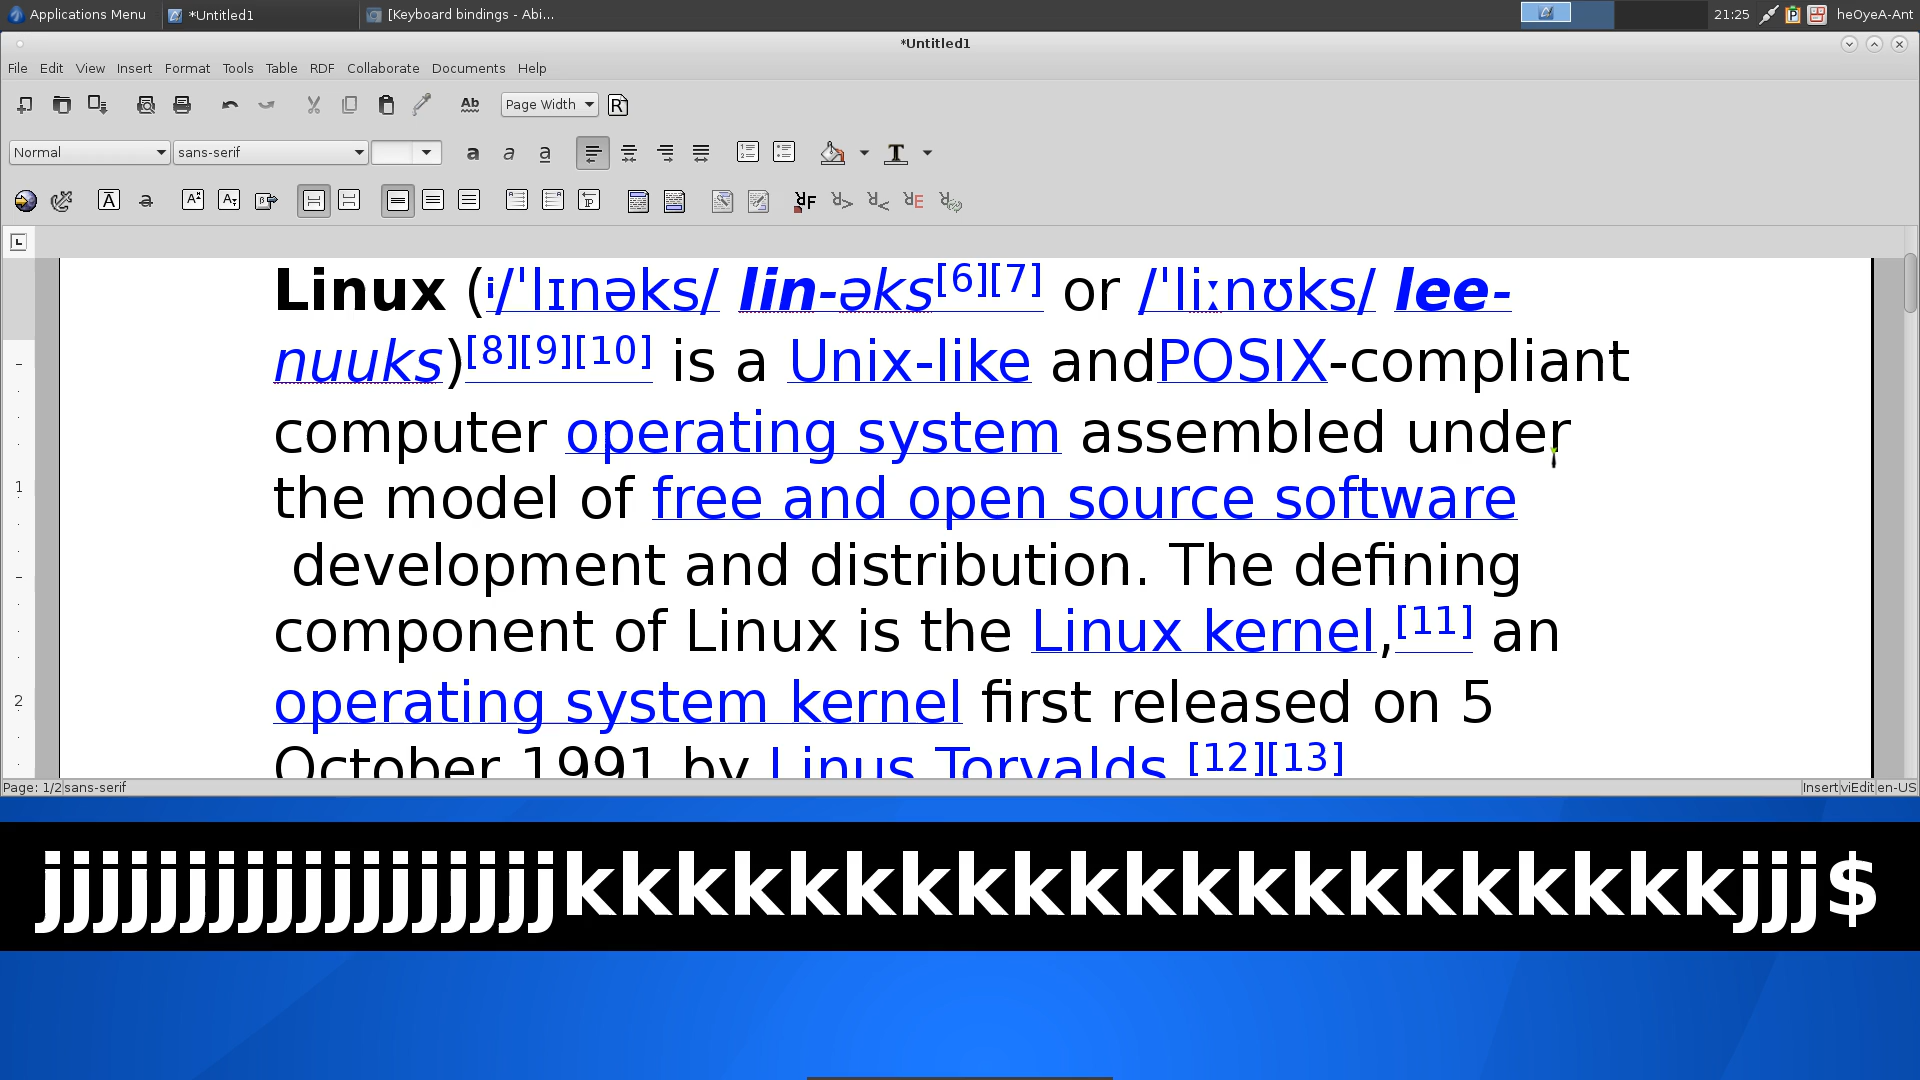 Applications Menu
*Untitled1
[Keyboard bindings - Abi...
21:25
heOyeA-Ant
*Untitled1
File Edit View Insert Format Tools Table RDF Collaborate Documents Help
Page Width
Normal
sans-serif
Linux (i/ˈlɪnəks/ lin-əks[6][7] or /ˈliːnʊks/ lee-
nuuks)[8][9][10] is a Unix-like andPOSIX-compliant
computer operating system assembled under
1
the model of free and open source software
development and distribution. The defining
component of Linux is the Linux kernel,[11] an
2
operating system kernel first released on 5
October 1991 by Linus Torvalds.[12][13]
Page: 1/2 sans-serif
Insert viEdit en-US
jjjjjjjjjjjjjjjjjjkkkkkkkkkkkkkkkkkkkkkjjj$